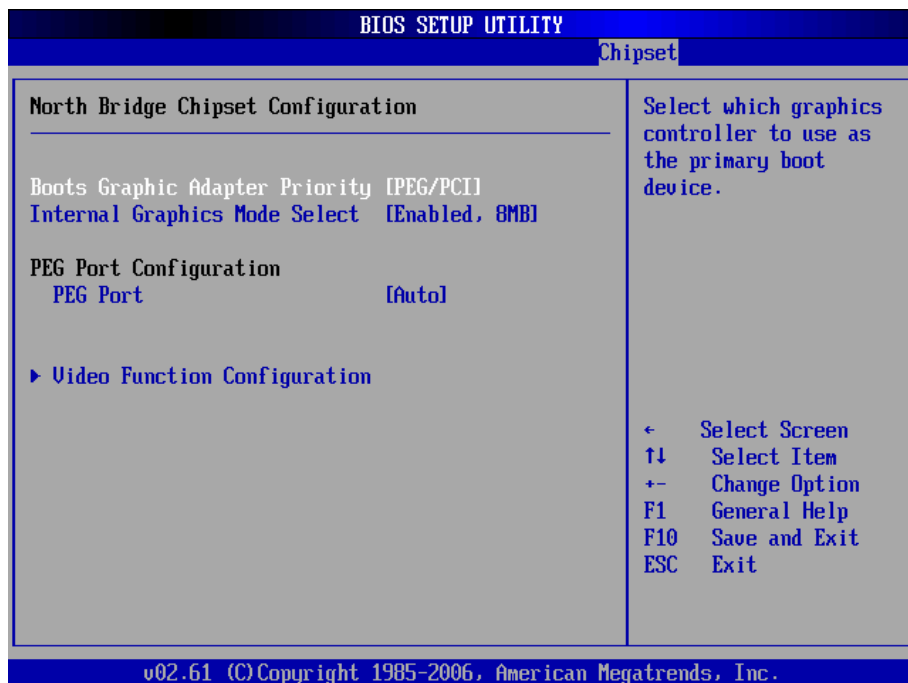 BIOS SETUP UTILITY
Chipset
North Bridge Chipset Configuration
Boots Graphic Adapter Priority [PEG/PCI]
Internal Graphics Mode Select [Enabled, 8MB]
PEG Port Configuration
PEG Port [Auto]
Video Function Configuration
Select which graphics
controller to use as
the primary boot
device.
← Select Screen
↑↓ Select Item
+- Change Option
F1 General Help
F10 Save and Exit
ESC Exit
v02.61 (C)Copyright 1985-2006, American Megatrends, Inc.